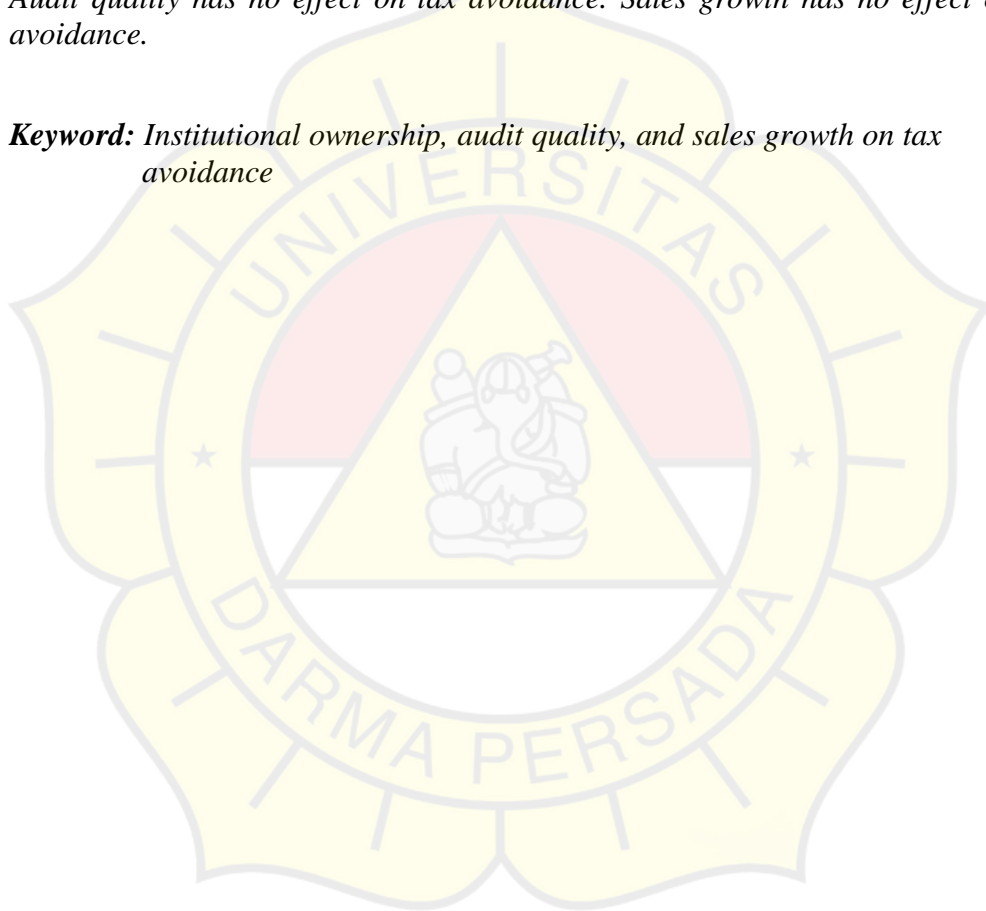 Audit quality has no effect on tax avoidance. Sales growth has no effect
avoidance.
Keyword: Institutional ownership, audit quality, and sales growth on tax
avoidance
UNIVERSITAS
DARMA PERSADA